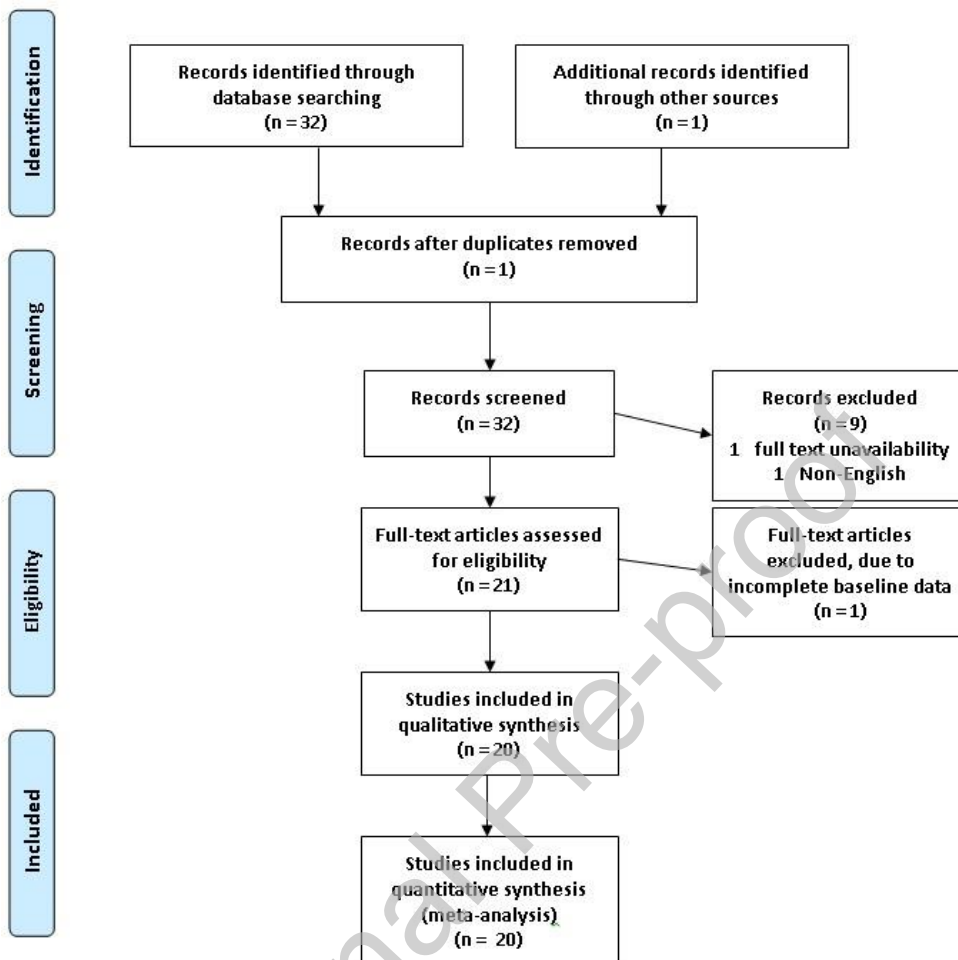 Identification
Records identified through
database searching
(n = 32)
Additional records identified
through other sources
(n = 1)
Records after duplicates removed
(n = 1)
Screening
Records screened
(n = 32)
Records excluded
(n = 9)
1 full text unavailability
1 Non-English
Eligibility
Full-text articles assessed
for eligibility
(n = 21)
Full-text articles
excluded, due to
incomplete baseline data
(n = 1)
Studies included in
qualitative synthesis
(n = 20)
Included
Studies included in
quantitative synthesis
(meta-analysis)
(n = 20)
nal Pre-proof